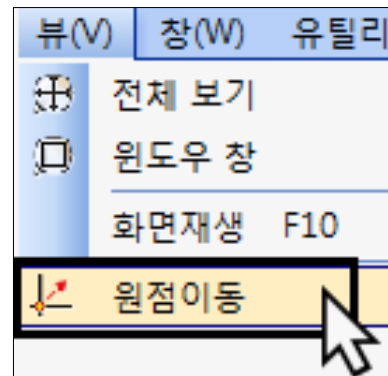 뷰(V) 창(W) 유틸리
전체 보기
윈도우 창
화면재생 F10
원점이동